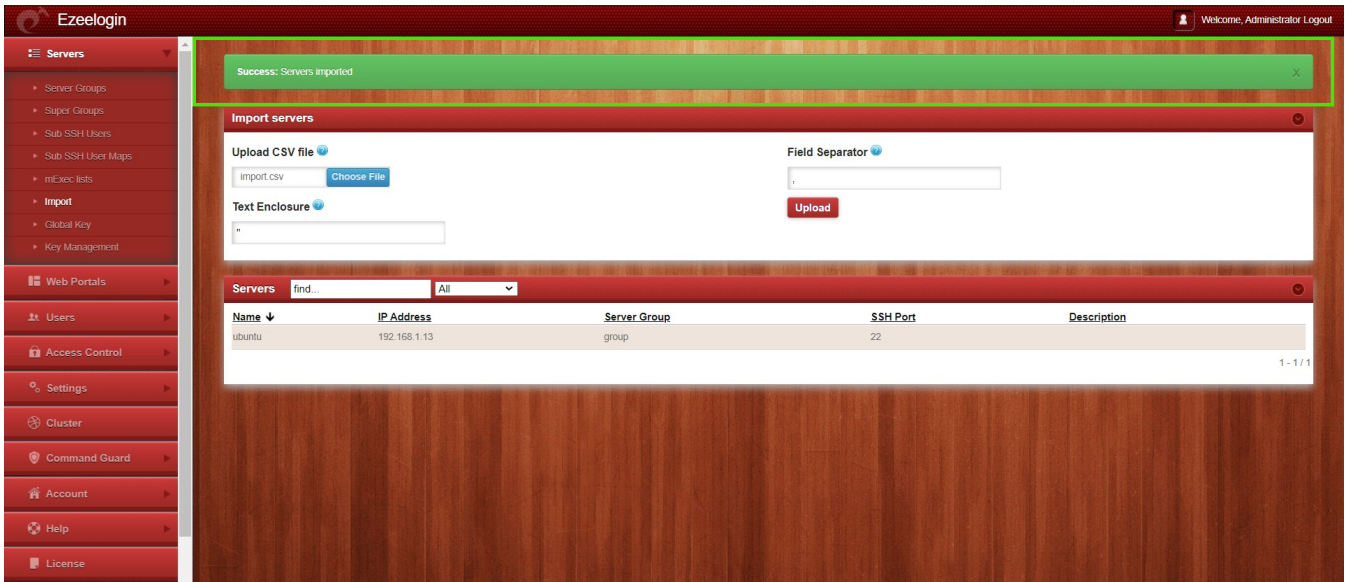 Ezeelogin
Welcome, Administrator Logout
Servers
Server Groups
Super Groups
Sub SSH Users
Sub SSH User Maps
mExec lists
Import
Global Key
Key Management
Web Portals
Users
Access Control
Settings
Cluster
Command Guard
Account
Help
License
Success: Servers imported
X
Import servers
Upload CSV file
import.csv Choose File
Text Enclosure
"
Field Separator
,
Upload
Servers find... All
Name IP Address Server Group SSH Port Description
ubuntu 192.168.1.13 group 22
1 - 1 / 1